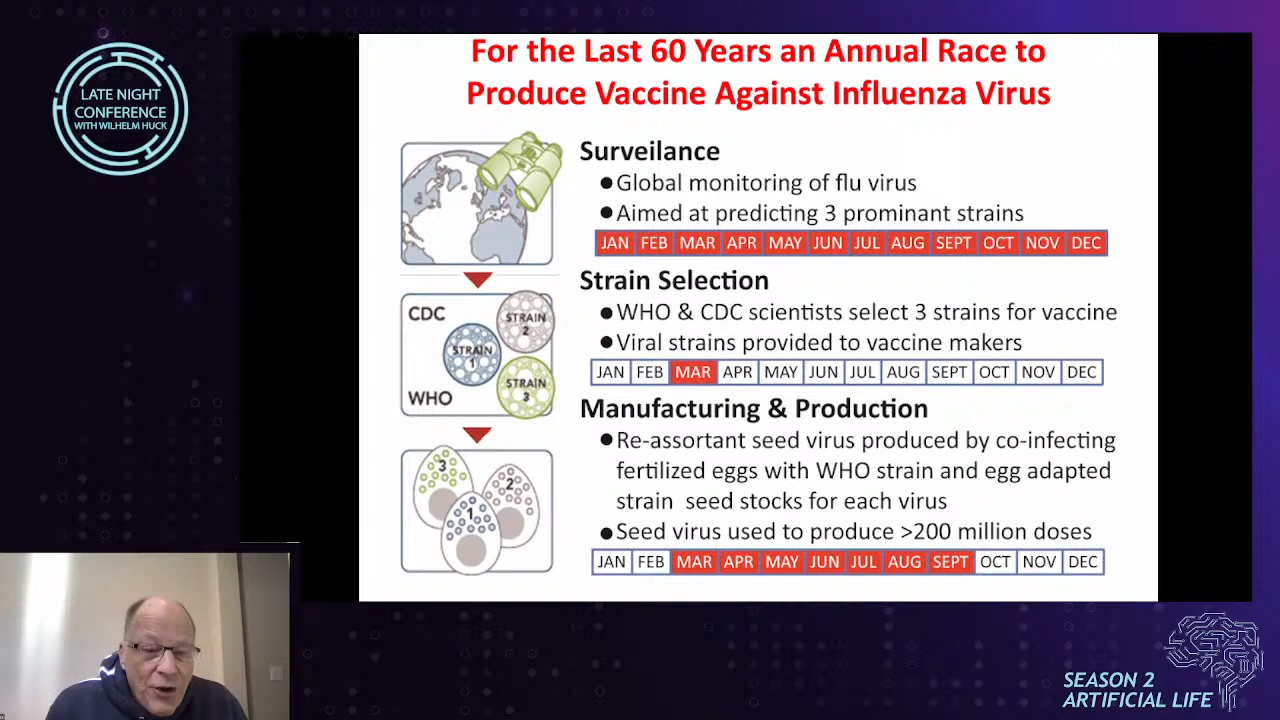 LATE NIGHT
CONFERENCE
WITH WILHELM HUCK
For the Last 60 Years an Annual Race to
Produce Vaccine Against Influenza Virus
Surveilance
●Global monitoring of flu virus
●Aimed at predicting 3 prominant strains
JAN FEB MAR APR MAY JUN JUL AUG SEPT OCT NOV DEC
CDC
STRAIN
2
STRAIN
1
STRAIN
3
WHO
Strain Selection
●WHO & CDC scientists select 3 strains for vaccine
●Viral strains provided to vaccine makers
JAN FEB MAR APR MAY JUN JUL AUG SEPT OCT NOV DEC
3
2
1
Manufacturing & Production
●Re-assortant seed virus produced by co-infecting
fertilized eggs with WHO strain and egg adapted
strain seed stocks for each virus
●Seed virus used to produce >200 million doses
JAN FEB MAR APR MAY JUN JUL AUG SEPT OCT NOV DEC
SEASON 2
ARTIFICIAL LIFE